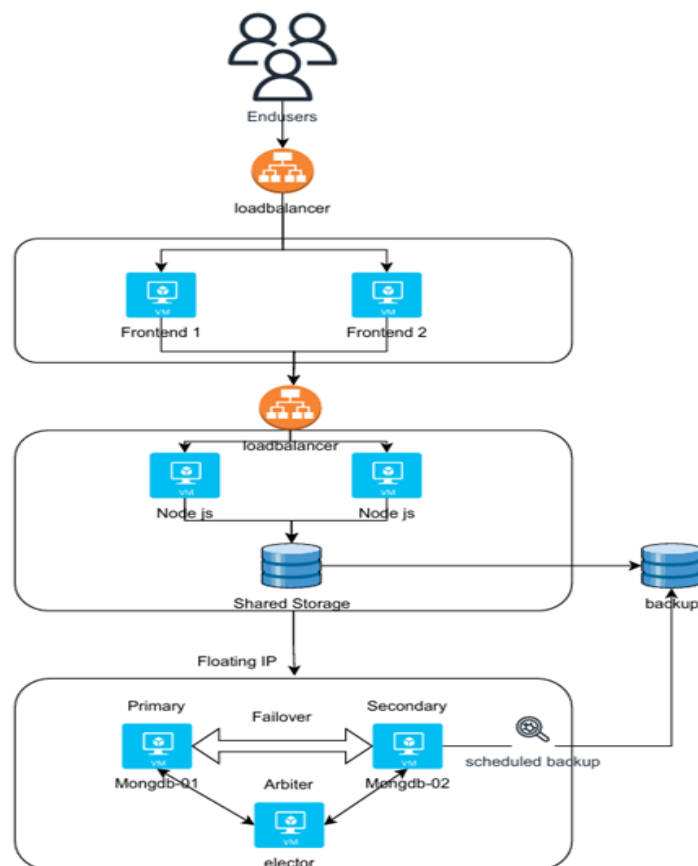 Endusers
loadbalancer
VM
VM
Frontend 1
Frontend 2
loadbalancer
VM
VM
Node js
Node js
Shared Storage
backup
Floating IP
Primary
Secondary
Failover
VM
VM
scheduled backup
Mongdb-01
Arbiter
Mongdb-02
VM
elector